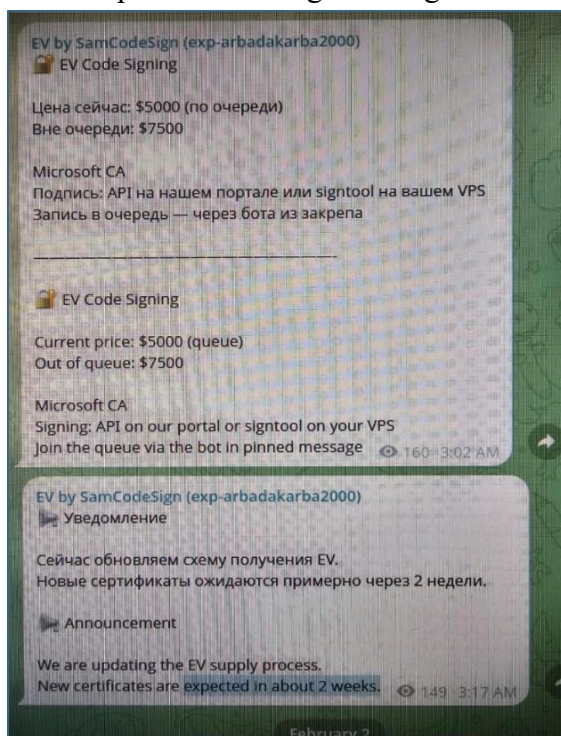 EV by SamCodeSign (exp-arbadakarba2000)
🔐 EV Code Signing
Цена сейчас: $5000 (по очереди)
Вне очереди: $7500
Microsoft CA
Подпись: API на нашем портале или signtool на вашем VPS
Запись в очередь — через бота из закрепа
————————————————————
🔐 EV Code Signing
Current price: $5000 (queue)
Out of queue: $7500
Microsoft CA
Signing: API on our portal or signtool on your VPS
Join the queue via the bot in pinned message 160 3:02 AM
EV by SamCodeSign (exp-arbadakarba2000)
Уведомление
Сейчас обновляем схему получения EV.
Новые сертификаты ожидаются примерно через 2 недели.
Announcement
We are updating the EV supply process.
New certificates are expected in about 2 weeks. 149 3:17 AM
February 2